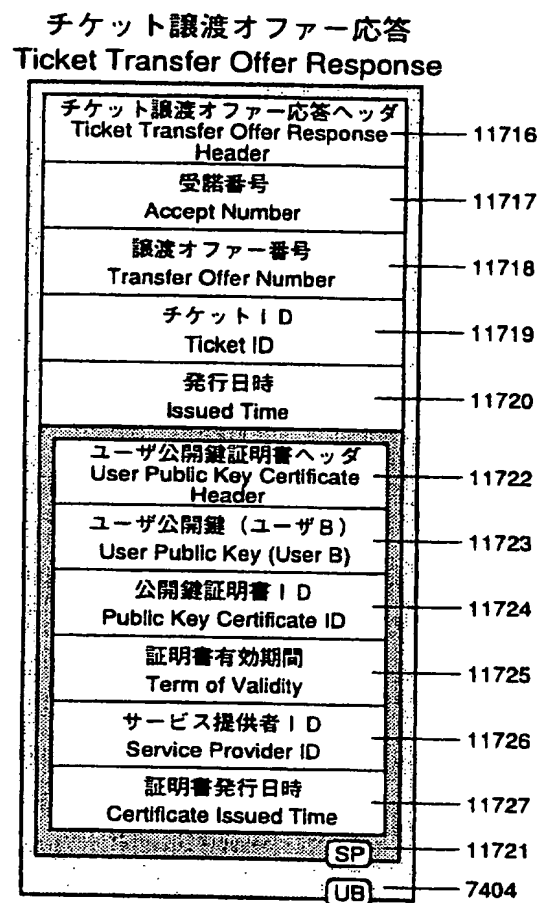 チケット譲渡オファー応答
Ticket Transfer Offer Response
チケット譲渡オファー応答ヘッダ
Ticket Transfer Offer Response
Header
11716
受諾番号
Accept Number
11717
譲渡オファー番号
Transfer Offer Number
11718
チケットID
Ticket ID
11719
発行日時
Issued Time
11720
ユーザ公開鍵証明書ヘッダ
User Public Key Certificate
Header
11722
ユーザ公開鍵（ユーザB）
User Public Key (User B)
11723
公開鍵証明書ID
Public Key Certificate ID
11724
証明書有効期間
Term of Validity
11725
サービス提供者ID
Service Provider ID
11726
証明書発行日時
Certificate Issued Time
11727
SP
11721
UB
7404